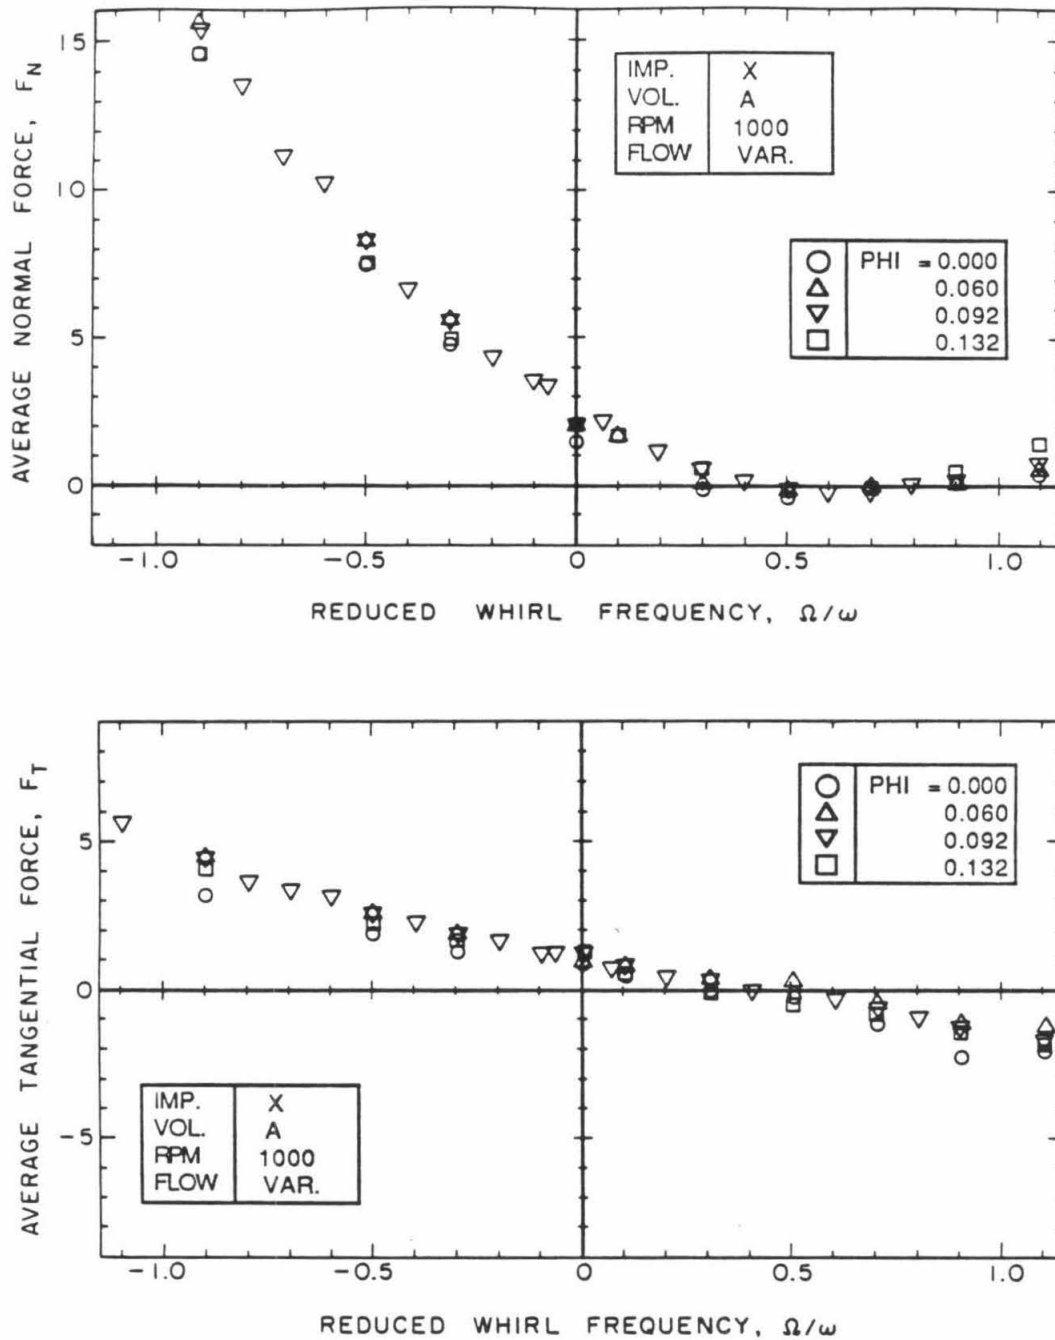 AVERAGE NORMAL FORCE, F_N
15
10
5
0
IMP. X
VOL. A
RPM 1000
FLOW VAR.
PHI = 0.000
0.060
0.092
0.132
-1.0 -0.5 0 0.5 1.0
REDUCED WHIRL FREQUENCY, Ω/ω
AVERAGE TANGENTIAL FORCE, F_T
5
0
-5
PHI = 0.000
0.060
0.092
0.132
IMP. X
VOL. A
RPM 1000
FLOW VAR.
-1.0 -0.5 0 0.5 1.0
REDUCED WHIRL FREQUENCY, Ω/ω